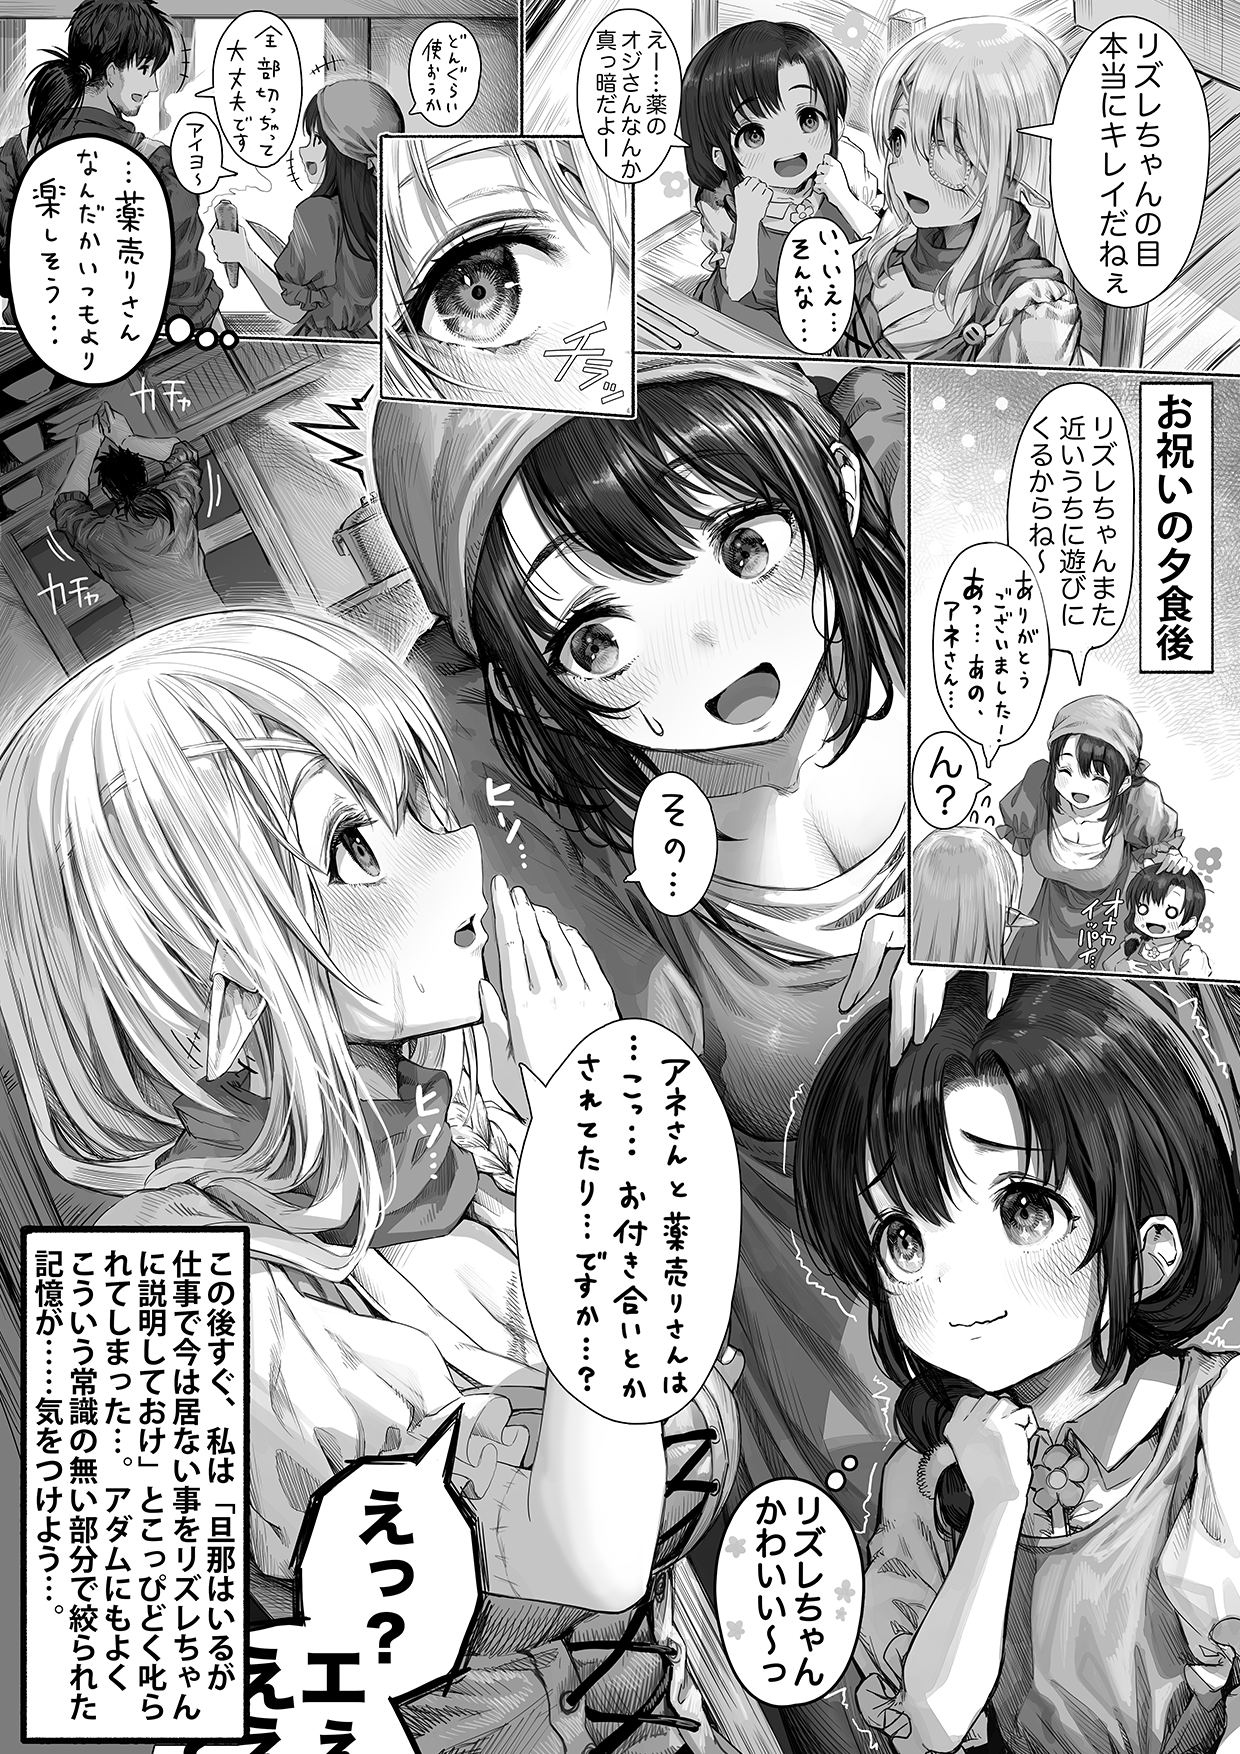 リズレちゃんの目
本当にキレイだねぇ
えー…薬の
オジさんなんか
真っ暗だよー
いいえ…
そんな…
チラッ
どんぐらい
使おうか
全部切っちゃって
大丈夫です
アイヨ〜
…薬売りさん
なんだかいつもより
楽しそう…
お祝いの夕食後
リズレちゃんまた
近いうちに遊びに
くるからね〜
ありがとう
ございました!
あっ…あの、
アネさん…
ん?
オナカ
イッパイ…
カチャ
カチャ
その…
ヒソ…
ヒソ…
アネさんと薬売りさんは
…こっ…お付き合いとか
されてたり…ですか…?
リズレちゃん
かわいい〜っ
えっ?
エぇ
ええ
この後すぐ、私は「旦那はいるが
仕事で今は居ない事をリズレちゃん
に説明しておけ」とこっぴどく叱ら
れてしまった…。アダムにもよく
こういう常識の無い部分で絞られた
記憶が……気をつけよう…。